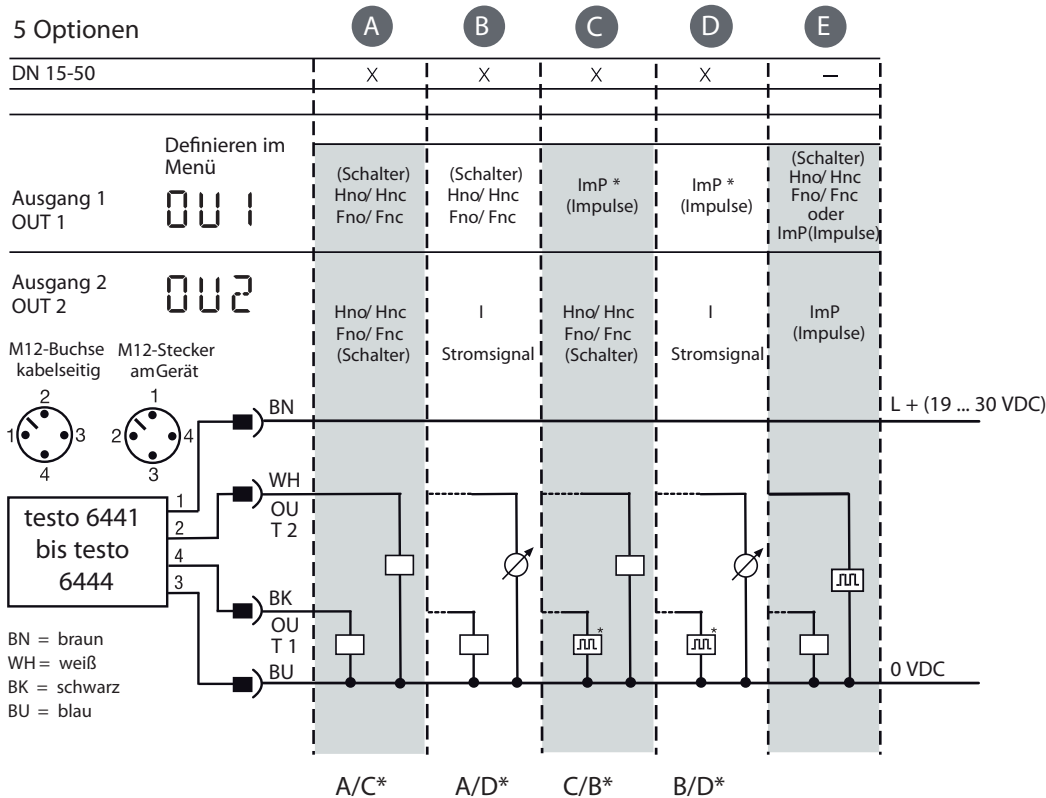 5 Optionen A B C D E
DN 15-50 X X X X —
Definieren im
Menü
Ausgang 1
OUT 1
OU1
(Schalter)
Hno/ Hnc
Fno/ Fnc
(Schalter)
Hno/ Hnc
Fno/ Fnc
ImP *
(Impulse)
ImP *
(Impulse)
(Schalter)
Hno/ Hnc
Fno/ Fnc
oder
ImP(Impulse)
Ausgang 2
OUT 2
OU2
Hno/ Hnc
Fno/ Fnc
(Schalter)
I
Stromsignal
Hno/ Hnc
Fno/ Fnc
(Schalter)
I
Stromsignal
ImP
(Impulse)
M12-Buchse
kabelseitig
M12-Stecker
amGerät
2
1 3
4
1
2 4
3
BN
L + (19 ... 30 VDC)
WH
OU
T 2
testo 6441
bis testo
6444
1
2
4
3
BK
OU
T 1
* *
BU
0 VDC
BN = braun
WH = weiß
BK = schwarz
BU = blau
A/C* A/D* C/B* B/D*